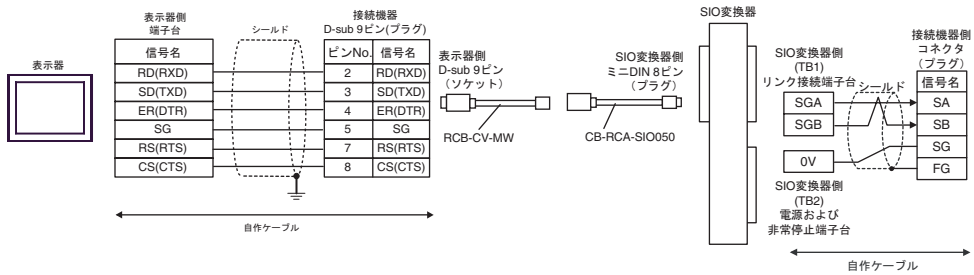 表示器
表示器側
端子台
信号名
RD(RXD)
SD(TXD)
ER(DTR)
SG
RS(RTS)
CS(CTS)
シールド
接続機器
D-sub 9ピン(プラグ)
ピンNo. 信号名
2 RD(RXD)
3 SD(TXD)
4 ER(DTR)
5 SG
7 RS(RTS)
8 CS(CTS)
自作ケーブル
表示器側
D-sub 9ピン
(ソケット)
RCB-CV-MW
SIO変換器側
ミニDIN 8ピン
(プラグ)
CB-RCA-SIO050
SIO変換器
SIO変換器側
(TB1)
リンク接続端子台
SGA
SGB
0V
SIO変換器側
(TB2)
電源および
非常停止端子台
シールド
接続機器側
コネクタ
(プラグ)
信号名
SA
SB
SG
FG
自作ケーブル